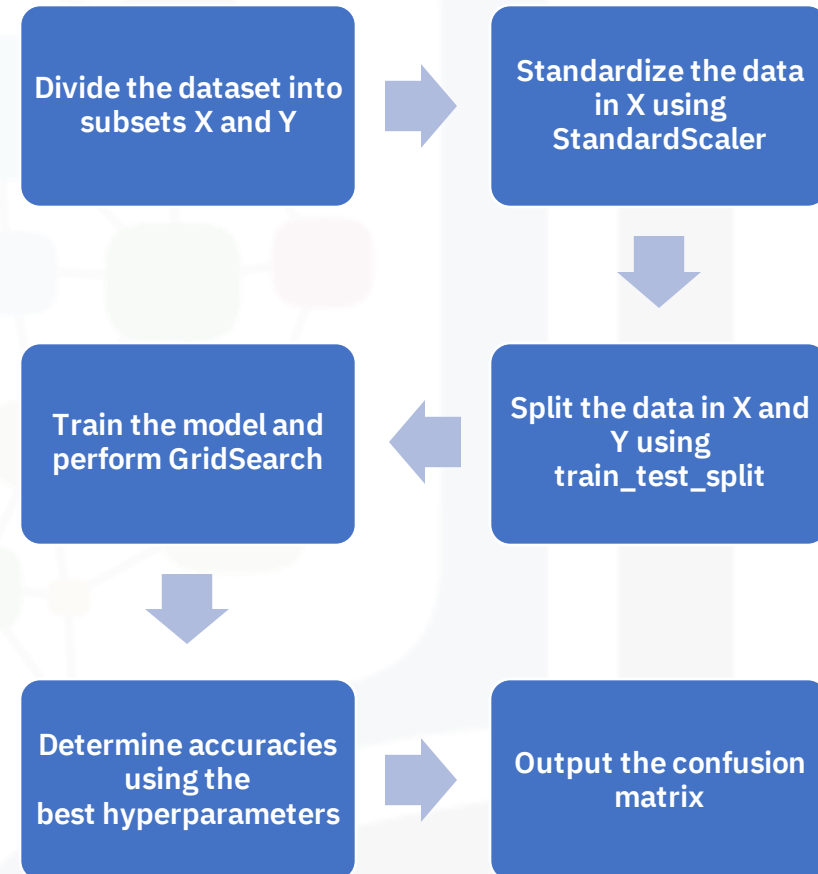 Divide the dataset into
subsets X and Y
Standardize the data
in X using
StandardScaler
Split the data in X and
Y using
train_test_split
Train the model and
perform GridSearch
Determine accuracies
using the
best hyperparameters
Output the confusion
matrix